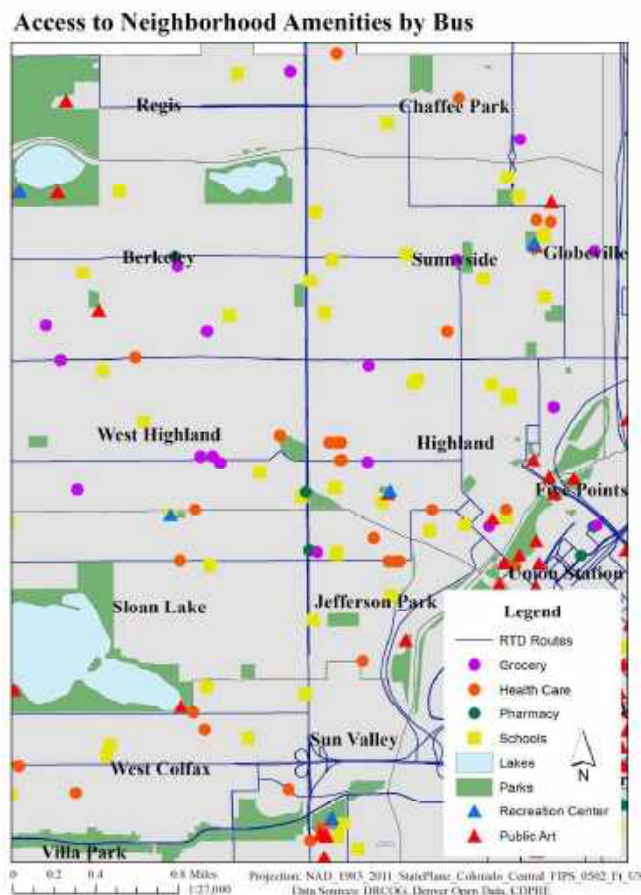 Access to Neighborhood Amenities by Bus
Regis
Chaffee Park
Berkeley
Sunnyside
Globeville
West Highland
Highland
Five Points
Union Station
Sloan Lake
Jefferson Park
Legend
RTD Routes
Grocery
Health Care
Pharmacy
Schools
Lakes
Parks
Recreation Center
Public Art
N
Sun Valley
West Colfax
Villa Park
0 0.2 0.4 0.8 Miles
1:27,000
Projection: NAD_1983_2011_StatePlane_Colorado_Central_FIPS_0502_Ft_US
Data Sources: DRCOG, Denver Open Data, CDPHE